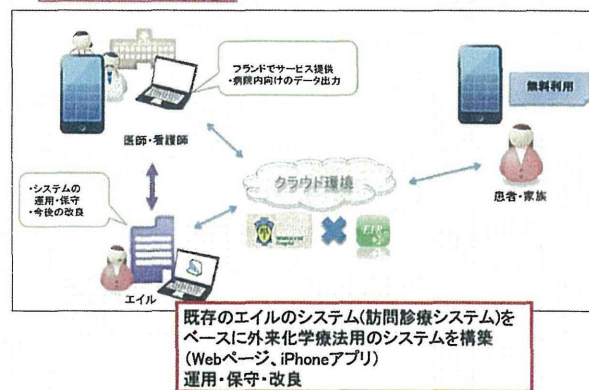 フランドでサービス提供
・病院内向けのデータ出力
無料利用
医師・看護師
・システムの
運用・保守
・今後の改良
クラウド環境
患者・家族
EIR
エイル
既存のエイルのシステム(訪問診療システム)を
ベースに外来化学療法用のシステムを構築
(Webページ、iPhoneアプリ)
運用・保守・改良